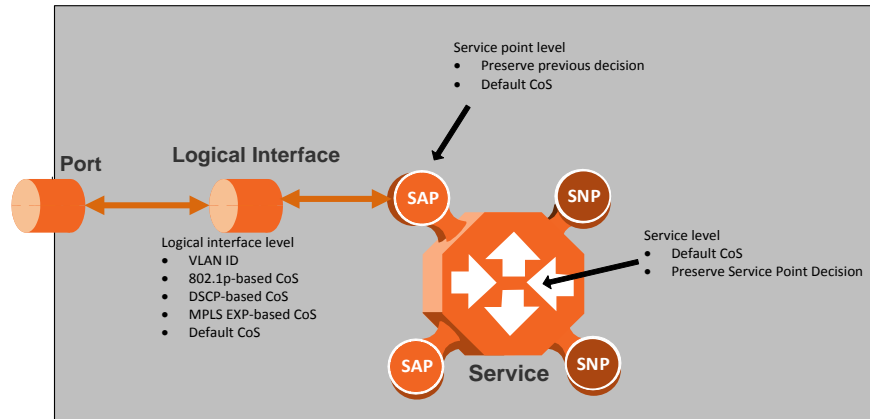 Service point level
• Preserve previous decision
• Default CoS
Port
Logical Interface
SAP
SNP
Logical interface level
• VLAN ID
• 802.1p-based CoS
• DSCP-based CoS
• MPLS EXP-based CoS
• Default CoS
Service level
• Default CoS
• Preserve Service Point Decision
SAP
Service
SNP